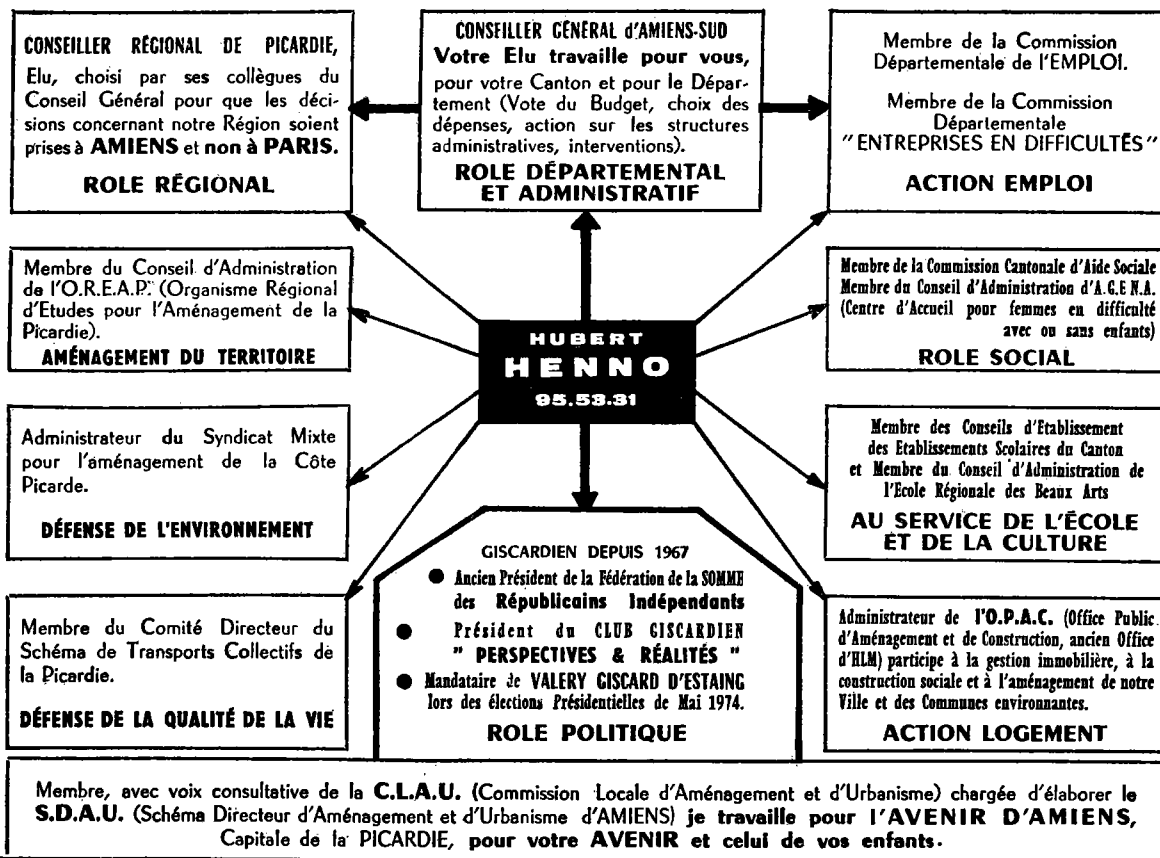 CONSEILLER RÉGIONAL DE PICARDIE,
Elu, choisi par ses collègues du
Conseil Général pour que les déci-
sions concernant notre Région soient
prises à AMIENS et non à PARIS.
ROLE RÉGIONAL
CONSEILLER GÉNÉRAL d'AMIENS-SUD
Votre Elu travaille pour vous,
pour votre Canton et pour le Dépar-
tement (Vote du Budget, choix des
dépenses, action sur les structures
administratives, interventions).
ROLE DÉPARTEMENTAL
ET ADMINISTRATIF
Membre de la Commission
Départementale de l'EMPLOI.
Membre de la Commission
Départementale
"ENTREPRISES EN DIFFICULTÉS"
ACTION EMPLOI
Membre du Conseil d'Administration
de l'O.R.E.A.P. (Organisme Régional
d'Etudes pour l'Aménagement de la
Picardie).
AMÉNAGEMENT DU TERRITOIRE
HUBERT
HENNO
95.53.31
Membre de la Commission Cantonale d'Aide Sociale
Membre du Conseil d'Administration d'A.G.E.N.A.
(Centre d'Accueil pour femmes en difficulté
avec ou sans enfants)
ROLE SOCIAL
Administrateur du Syndicat Mixte
pour l'aménagement de la Côte
Picarde.
DÉFENSE DE L'ENVIRONNEMENT
Membre des Conseils d'Etablissement
des Etablissements Scolaires du Canton
et Membre du Conseil d'Administration de
l'Ecole Régionale des Beaux Arts
AU SERVICE DE L'ÉCOLE
ET DE LA CULTURE
Membre du Comité Directeur du
Schéma de Transports Collectifs de
la Picardie.
DÉFENSE DE LA QUALITÉ DE LA VIE
GISCARDIEN DEPUIS 1967
● Ancien Président de la Fédération de la SOMME
des Républicains Indépendants
● Président du CLUB GISCARDIEN
" PERSPECTIVES & RÉALITÉS "
● Mandataire de VALERY GISCARD D'ESTAING
lors des élections Présidentielles de Mai 1974.
ROLE POLITIQUE
Administrateur de l'O.P.A.C. (Office Public
d'Aménagement et de Construction, ancien Office
d'HLM) participe à la gestion immobilière, à la
construction sociale et à l'aménagement de notre
Ville et des Communes environnantes.
ACTION LOGEMENT
Membre, avec voix consultative de la C.L.A.U. (Commission Locale d'Aménagement et d'Urbanisme) chargée d'élaborer le
S.D.A.U. (Schéma Directeur d'Aménagement et d'Urbanisme d'AMIENS) je travaille pour l'AVENIR D'AMIENS,
Capitale de la PICARDIE, pour votre AVENIR et celui de vos enfants.